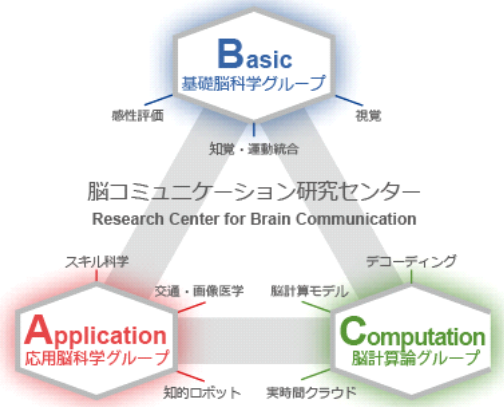 Basic
基礎脳科学グループ
感性評価
視覚
知覚・運動統合
脳コミュニケーション研究センター
Research Center for Brain Communication
スキル科学
デコーディング
交通・画像医学
脳計算モデル
Application
応用脳科学グループ
Computation
脳計算論グループ
知的ロボット
実時間クラウド